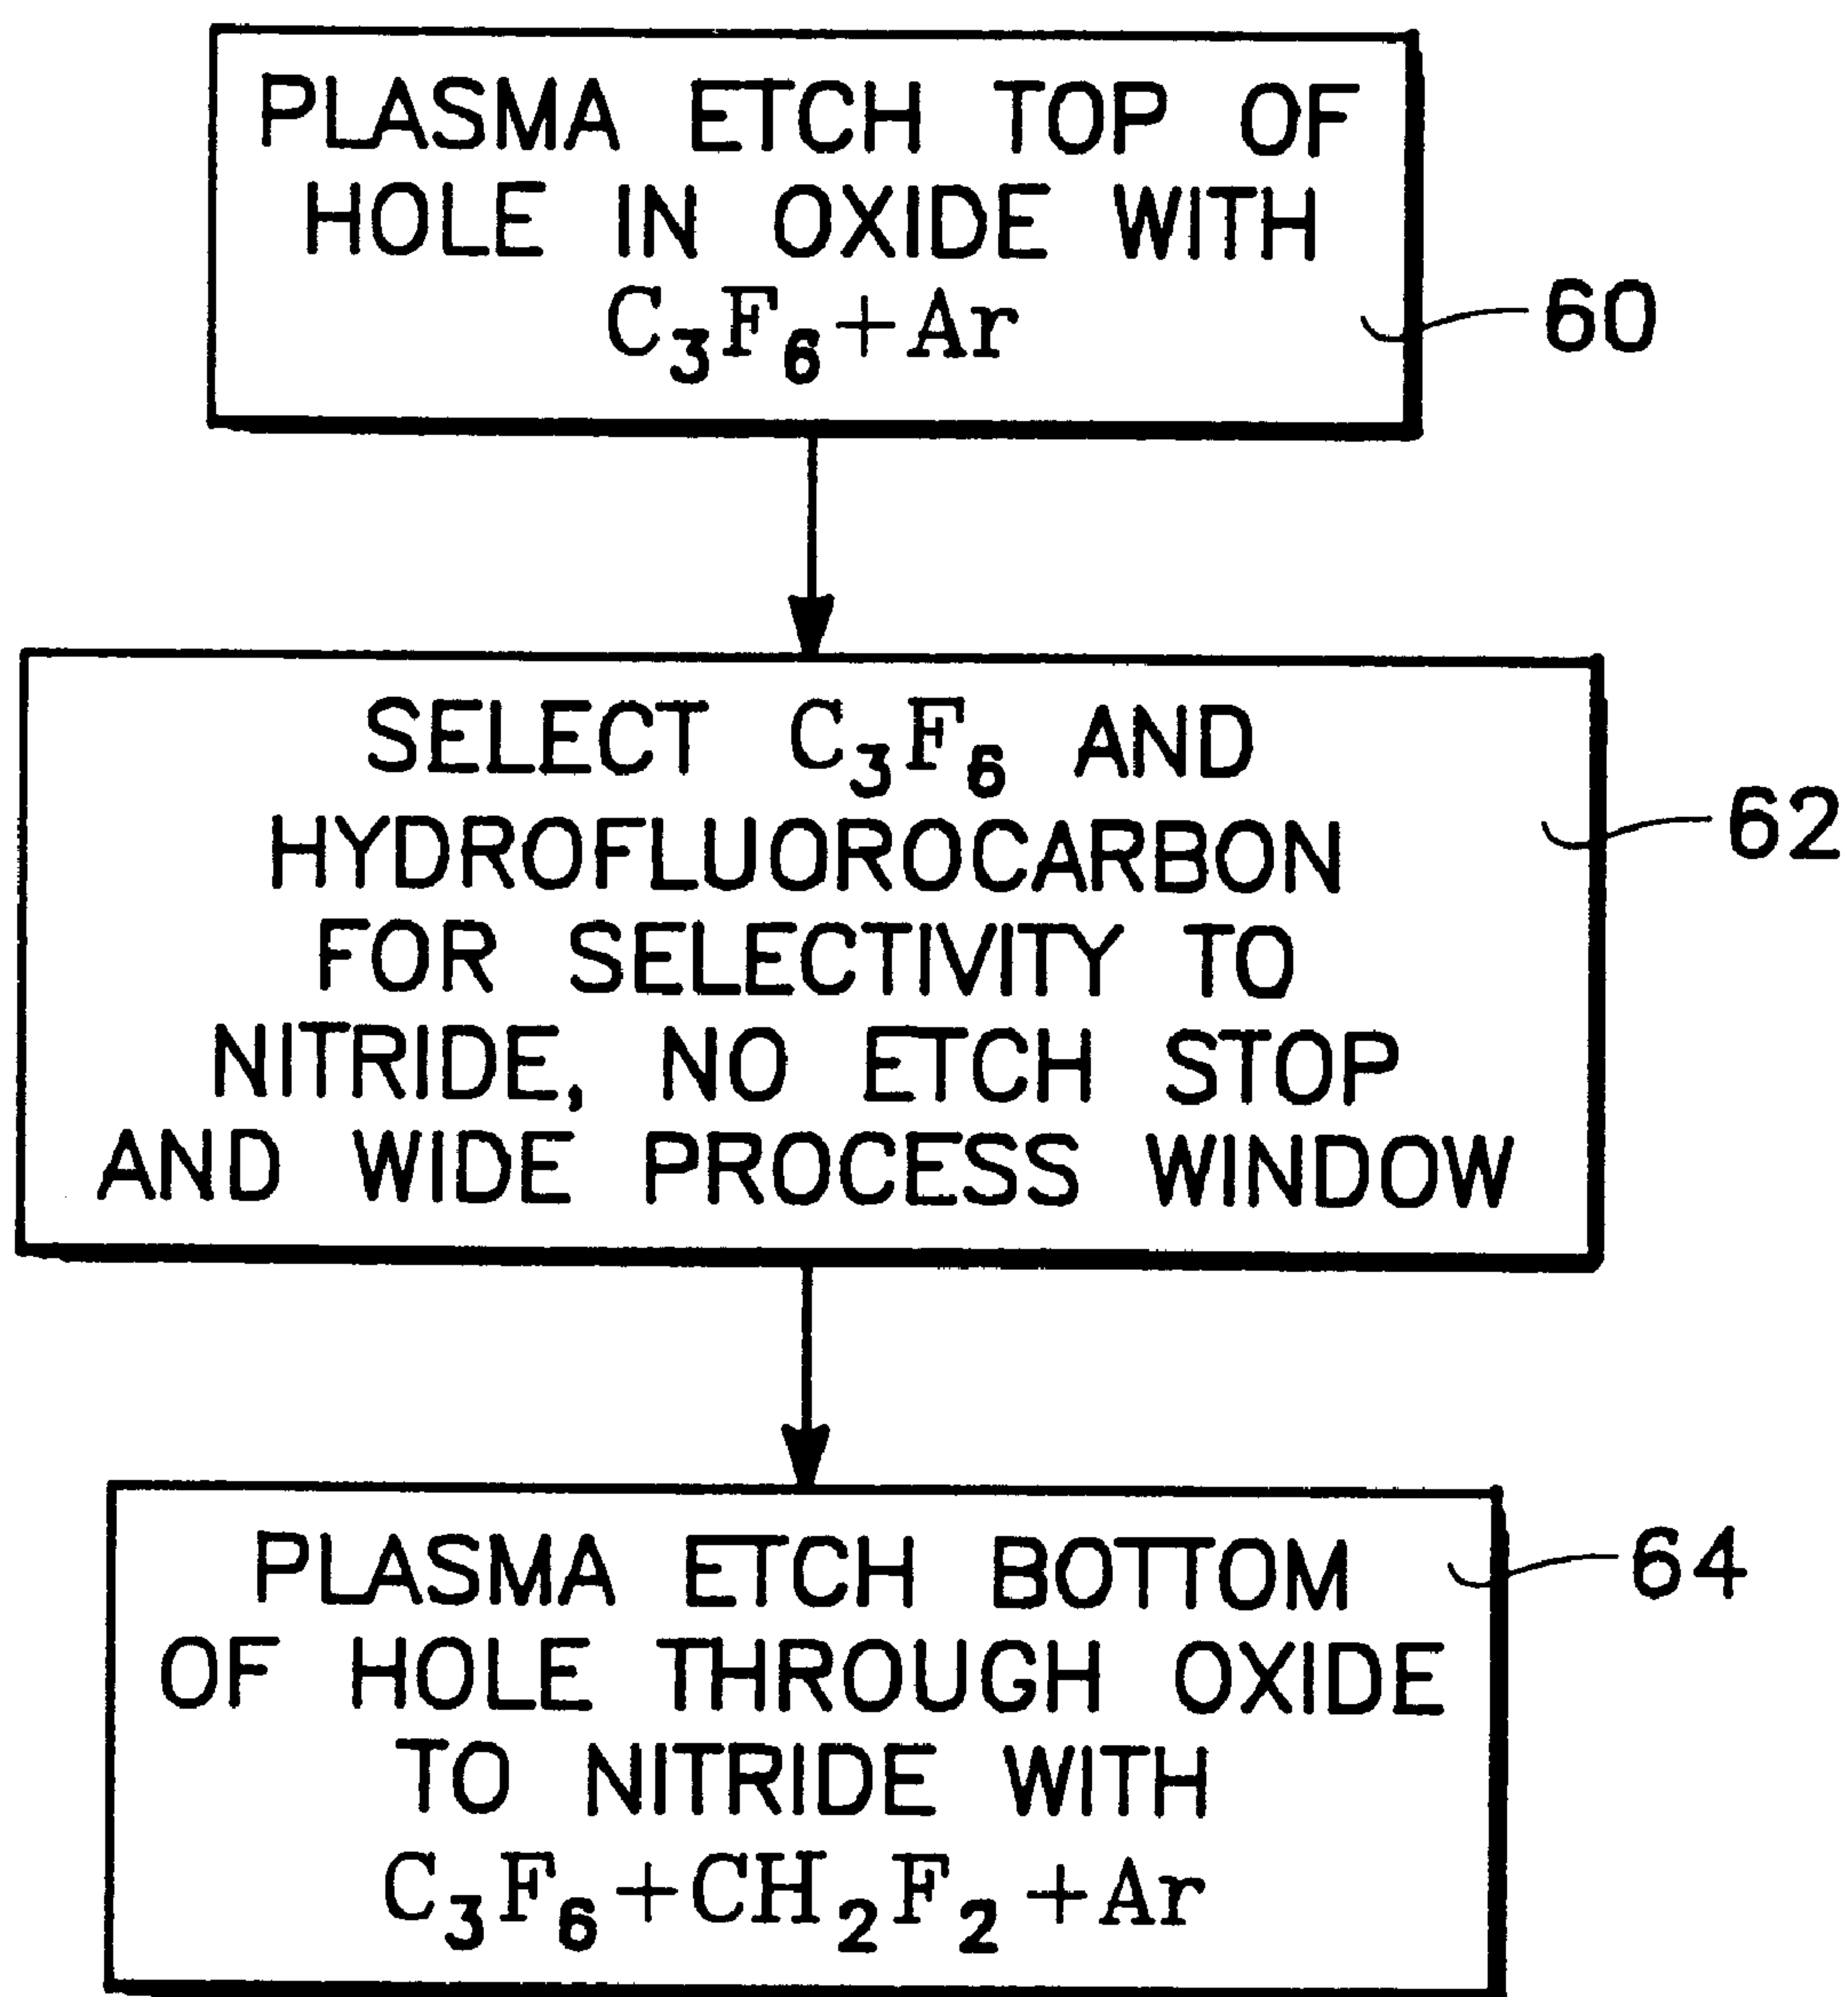 PLASMA ETCH TOP OF
HOLE IN OXIDE WITH
C₃F₆+Ar
60
SELECT C₃F₆ AND
HYDROFLUOROCARBON
FOR SELECTIVITY TO
NITRIDE, NO ETCH STOP
AND WIDE PROCESS WINDOW
62
PLASMA ETCH BOTTOM
OF HOLE THROUGH OXIDE
TO NITRIDE WITH
C₃F₆+CH₂F₂+Ar
64